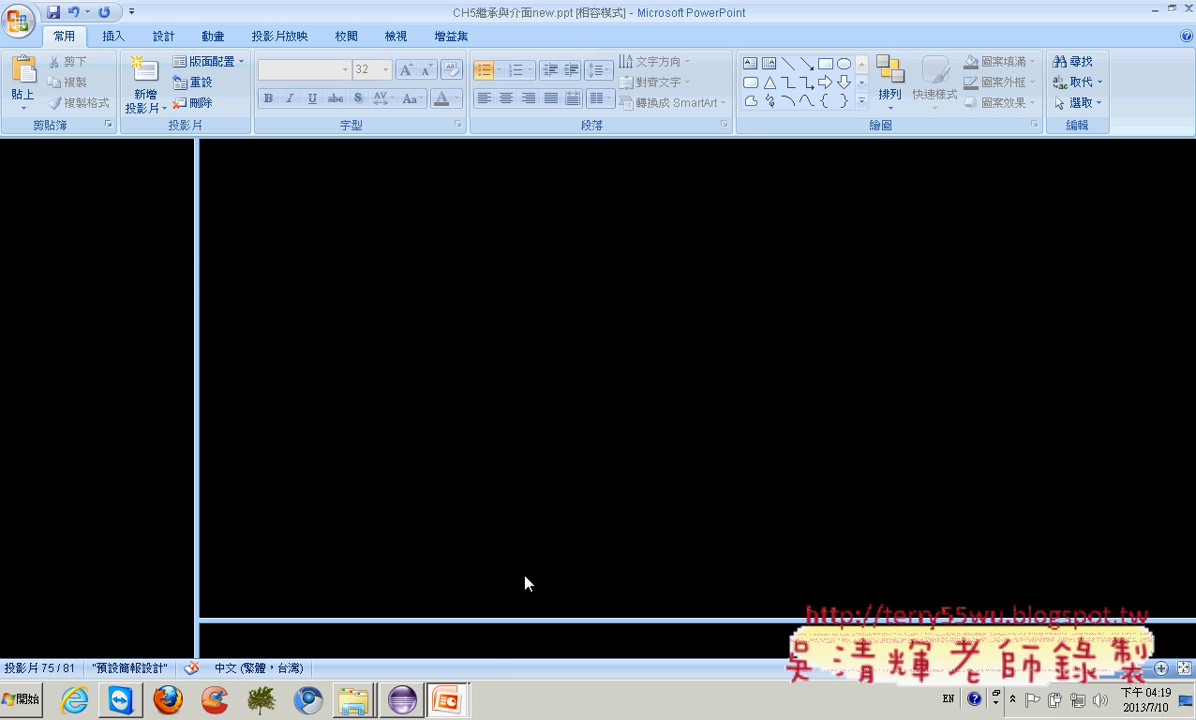 CH5繼承與介面new.ppt [相容模式] - Microsoft PowerPoint
常用 插入 設計 動畫 投影片放映 校閱 檢視 增益集
貼上 剪下 複製 複製格式 剪貼簿
新增投影片 版面配置 重設 刪除 投影片
32 B I U abc S AV Aa A 字型
文字方向 對齊文字 轉換成 SmartArt 段落
排列 快速樣式 圖案填滿 圖案外框 圖案效果 繪圖
尋找 取代 選取 編輯
http://terry55wu.blogspot.tw
吳清輝老師錄製
投影片 75 / 81 "預設簡報設計" 中文 (繁體，台灣)
開始 EN 下午 04:19
2013/7/10